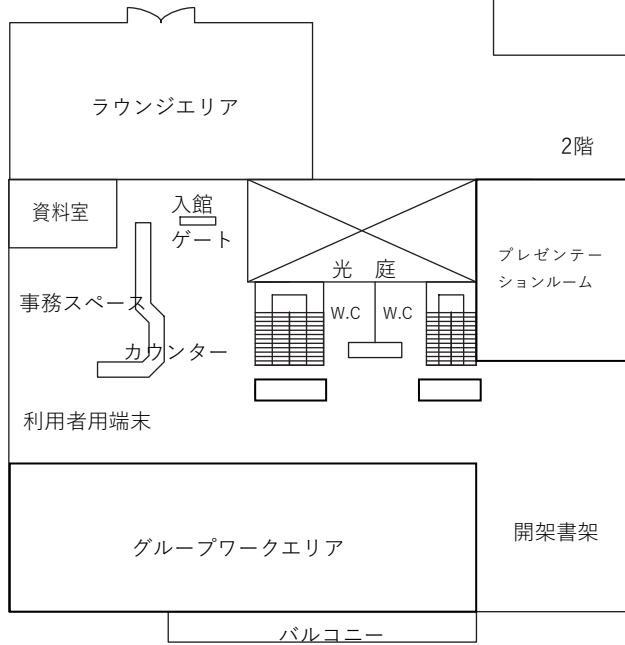 ラウンジエリア
2階
資料室
入館
ゲート
プレゼンテー
ションルーム
光 庭
事務スペース
W.C
W.C
カウンター
利用者用端末
開架書架
グループワークエリア
バルコニー